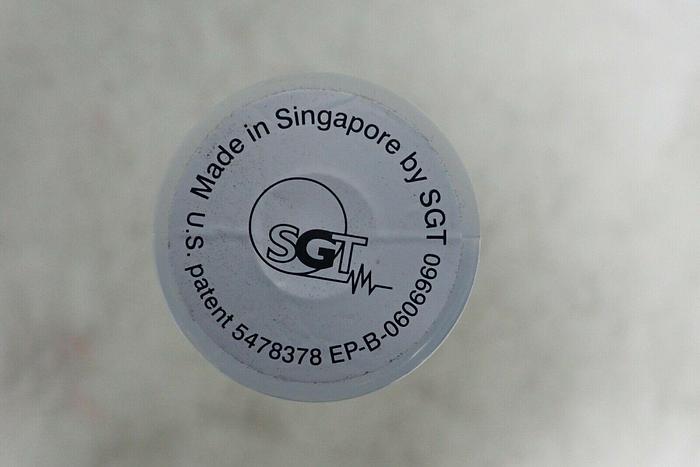 Made in Singapore by SGT
SGT
U.S. patent 5478378 EP-B-0606960